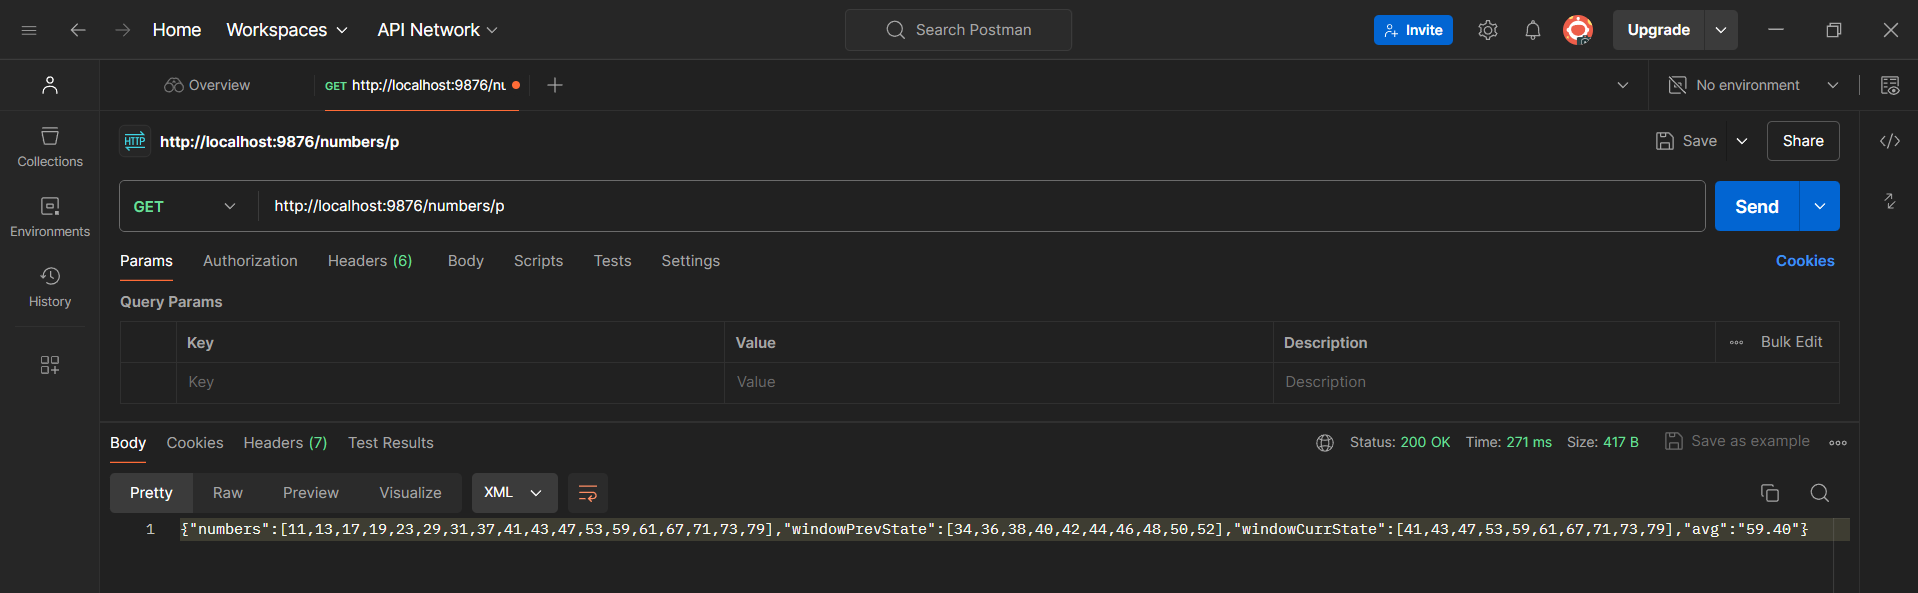 Home Workspaces API Network Search Postman Invite Upgrade
Overview GET http://localhost:9876/nu No environment
HTTP http://localhost:9876/numbers/p Save Share
Collections
GET http://localhost:9876/numbers/p Send
Environments
Params Authorization Headers (6) Body Scripts Tests Settings Cookies
History
Query Params
Key Value Description Bulk Edit
Key Value Description
Body Cookies Headers (7) Test Results Status: 200 OK Time: 271 ms Size: 417 B Save as example
Pretty Raw Preview Visualize XML
1 {"numbers":[11,13,17,19,23,29,31,37,41,43,47,53,59,61,67,71,73,79],"windowPrevState":[34,36,38,40,42,44,46,48,50,52],"windowCurrState":[41,43,47,53,59,61,67,71,73,79],"avg":"59.40"}